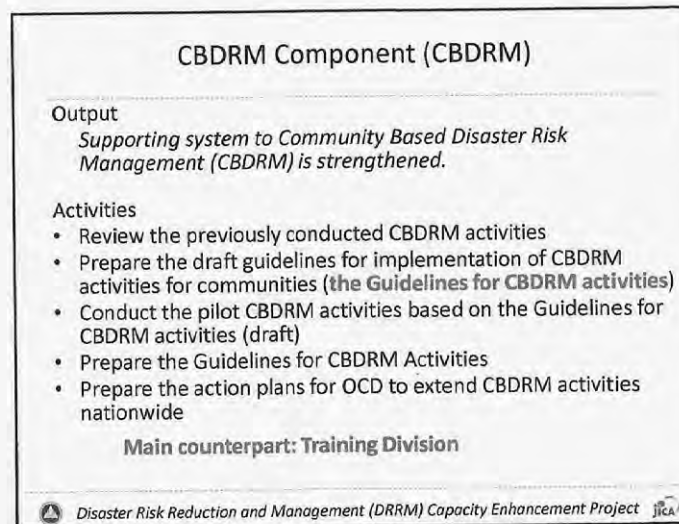 CBDRM Component (CBDRM)
Output
Supporting system to Community Based Disaster Risk
Management (CBDRM) is strengthened.
Activities
• Review the previously conducted CBDRM activities
• Prepare the draft guidelines for implementation of CBDRM
activities for communities (the Guidelines for CBDRM activities)
• Conduct the pilot CBDRM activities based on the Guidelines for
CBDRM activities (draft)
• Prepare the Guidelines for CBDRM Activities
• Prepare the action plans for OCD to extend CBDRM activities
nationwide
Main counterpart: Training Division
Disaster Risk Reduction and Management (DRRM) Capacity Enhancement Project jica